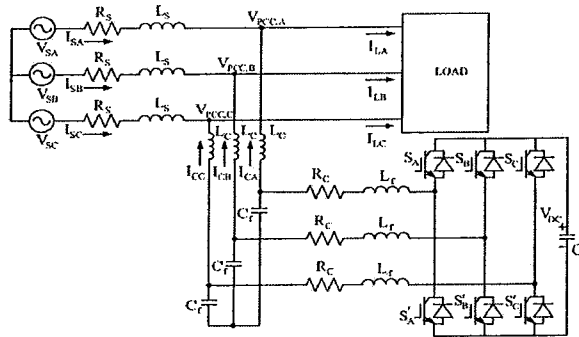 R_S L_S V_PCC,A
V_SA I_SA I_LA
R_S L_S V_PCC,B LOAD
V_SB I_SB I_LB
R_S L_S V_PCC,C
V_SC I_SC I_LC
L_C L_C L_C
I_CC I_CB I_CA
S_A S_B S_C
R_C L_f
C_f V_DC C
R_C L_f
C_f
R_C L_f
C_f S'_A S'_B S'_C